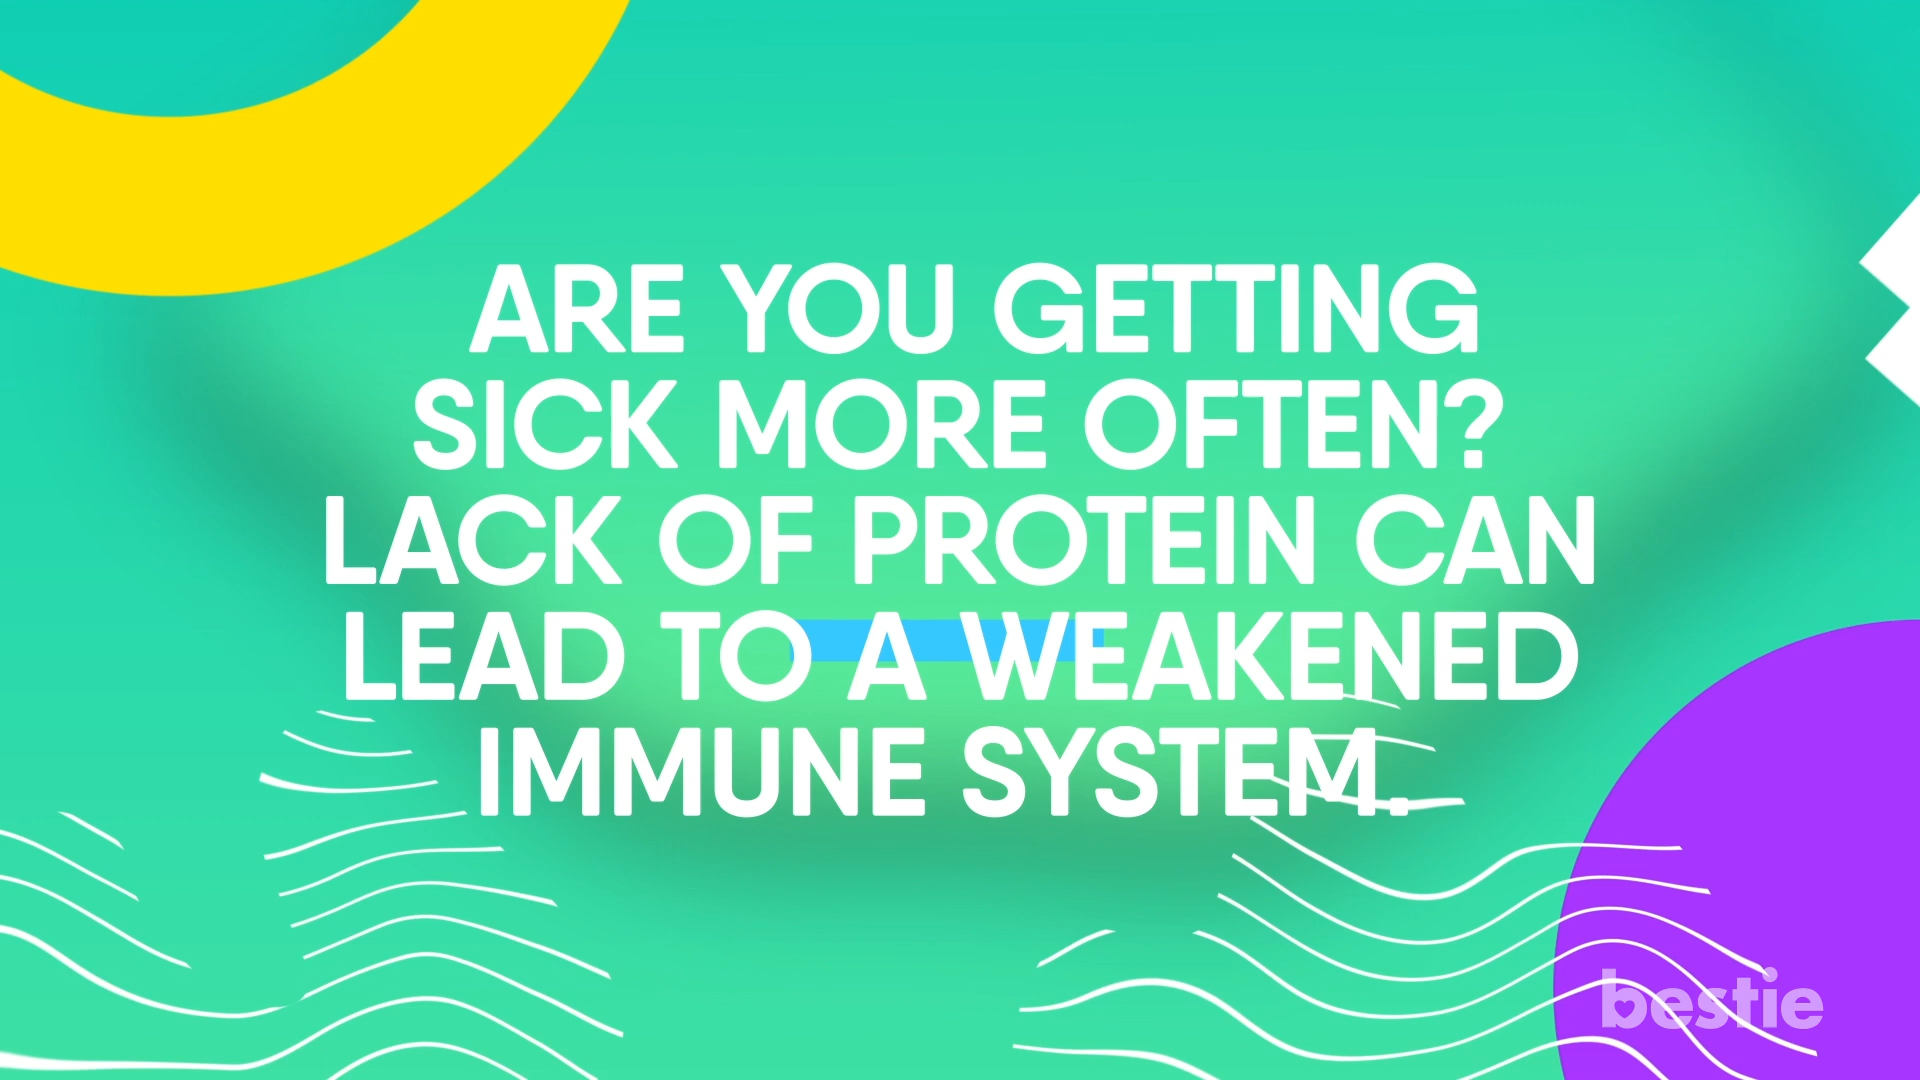 ARE YOU GETTING
SICK MORE OFTEN?
LACK OF PROTEIN CAN
LEAD TO A WEAKENED
IMMUNE SYSTEM.
bestie